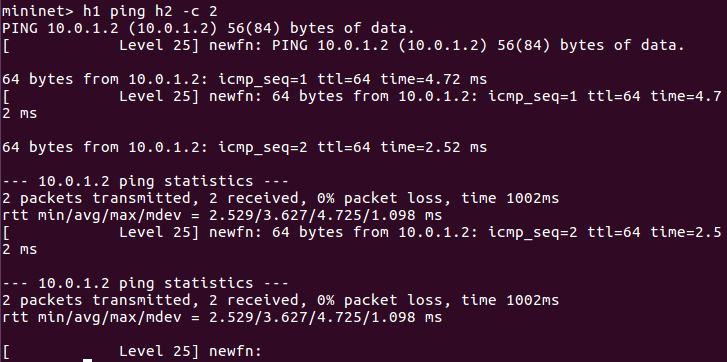 mininet> h1 ping h2 -c 2
PING 10.0.1.2 (10.0.1.2) 56(84) bytes of data.
[             Level 25] newfn: PING 10.0.1.2 (10.0.1.2) 56(84) bytes of data.

64 bytes from 10.0.1.2: icmp_seq=1 ttl=64 time=4.72 ms
[             Level 25] newfn: 64 bytes from 10.0.1.2: icmp_seq=1 ttl=64 time=4.7
2 ms

64 bytes from 10.0.1.2: icmp_seq=2 ttl=64 time=2.52 ms

--- 10.0.1.2 ping statistics ---
2 packets transmitted, 2 received, 0% packet loss, time 1002ms
rtt min/avg/max/mdev = 2.529/3.627/4.725/1.098 ms
[             Level 25] newfn: 64 bytes from 10.0.1.2: icmp_seq=2 ttl=64 time=2.5
2 ms

--- 10.0.1.2 ping statistics ---
2 packets transmitted, 2 received, 0% packet loss, time 1002ms
rtt min/avg/max/mdev = 2.529/3.627/4.725/1.098 ms

[             Level 25] newfn: